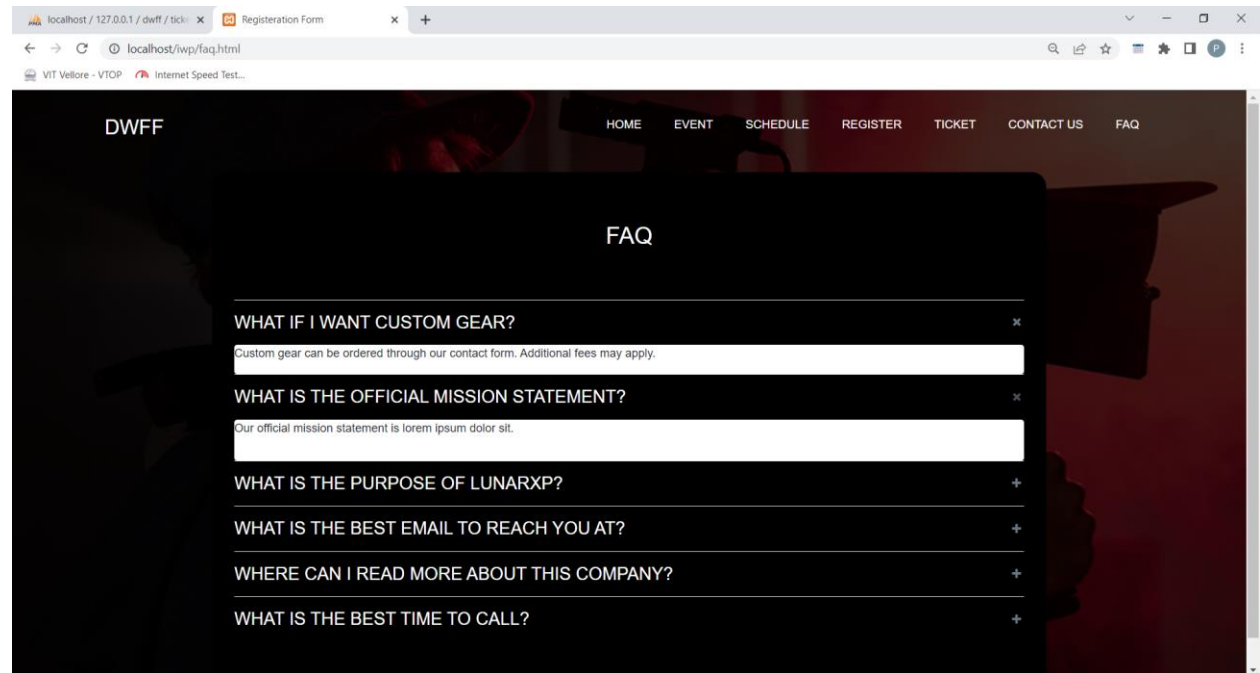 localhost / 127.0.0.1 / dwff / ticke
Registeration Form
localhost/iwp/faq.html
P
VIT Vellore - VTOP Internet Speed Test...
DWFF HOME EVENT SCHEDULE REGISTER TICKET CONTACT US FAQ
FAQ
WHAT IF I WANT CUSTOM GEAR?
Custom gear can be ordered through our contact form. Additional fees may apply.
WHAT IS THE OFFICIAL MISSION STATEMENT?
Our official mission statement is lorem ipsum dolor sit.
WHAT IS THE PURPOSE OF LUNARXP?
WHAT IS THE BEST EMAIL TO REACH YOU AT?
WHERE CAN I READ MORE ABOUT THIS COMPANY?
WHAT IS THE BEST TIME TO CALL?